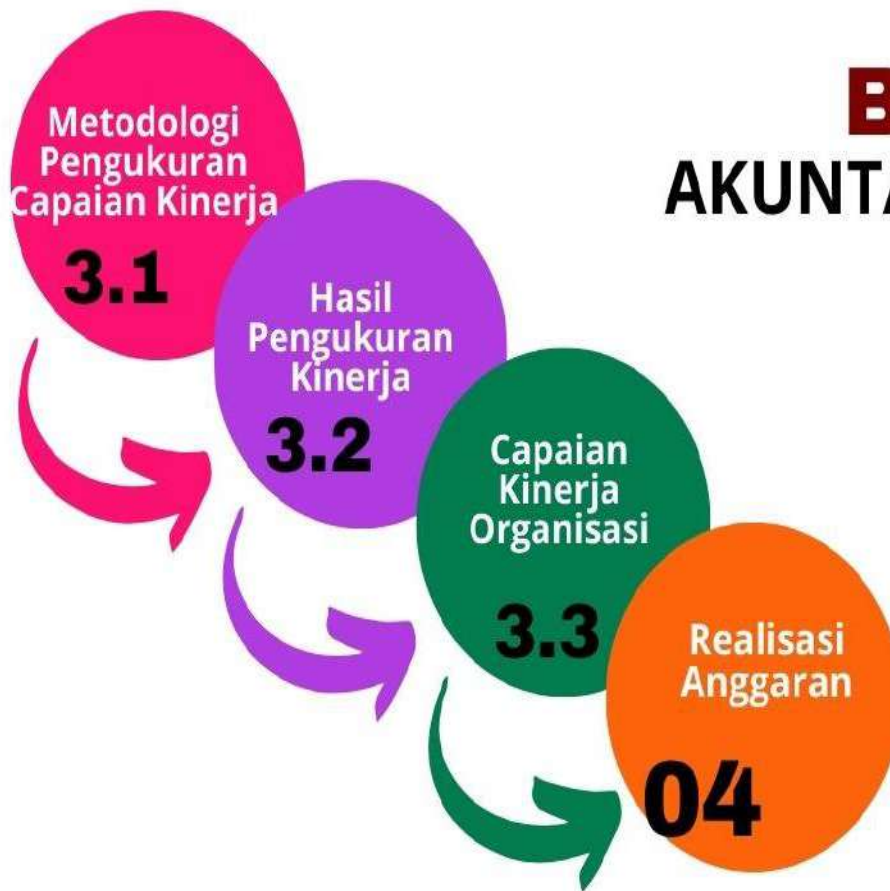 Metodologi
Pengukuran
Capaian Kinerja
3.1
Hasil
Pengukuran
Kinerja
3.2
Capaian
Kinerja
Organisasi
3.3
Realisasi
Anggaran
04